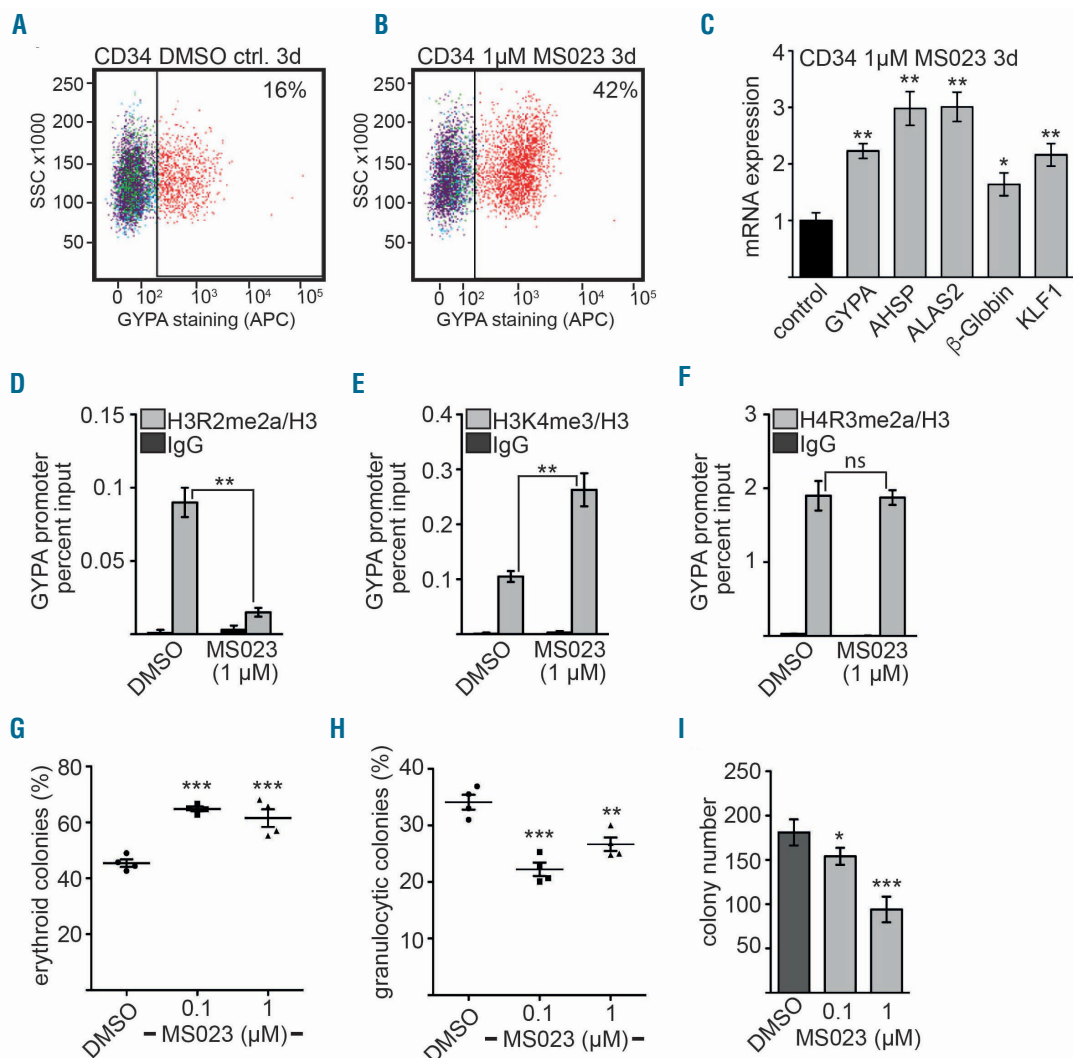 A
CD34 DMSO ctrl. 3d
16%
SSC x1000
250
200
150
100
50
0 10² 10³ 10⁴ 10⁵
GYPA staining (APC)
B
CD34 1µM MS023 3d
42%
SSC x1000
250
200
150
100
50
0 10² 10³ 10⁴ 10⁵
GYPA staining (APC)
C
CD34 1µM MS023 3d
mRNA expression
4
3
2
1
** ** ** * **
control GYPA AHSP ALAS2 β-Globin KLF1
D
H3R2me2a/H3
IgG
GYPA promoter
percent input
0.15
0.1
0.05
**
DMSO MS023
(1 µM)
E
H3K4me3/H3
IgG
GYPA promoter
percent input
0.4
0.3
0.2
0.1
**
DMSO MS023
(1 µM)
F
H4R3me2a/H3
IgG
GYPA promoter
percent input
3
2
1
ns
DMSO MS023
(1 µM)
G
erythroid colonies (%)
80
60
40
20
*** ***
DMSO 0.1 1
MS023 (µM)
H
granulocytic colonies (%)
40
30
20
10
*** **
DMSO 0.1 1
MS023 (µM)
I
colony number
250
200
150
100
50
* ***
DMSO 0.1 1
MS023 (µM)